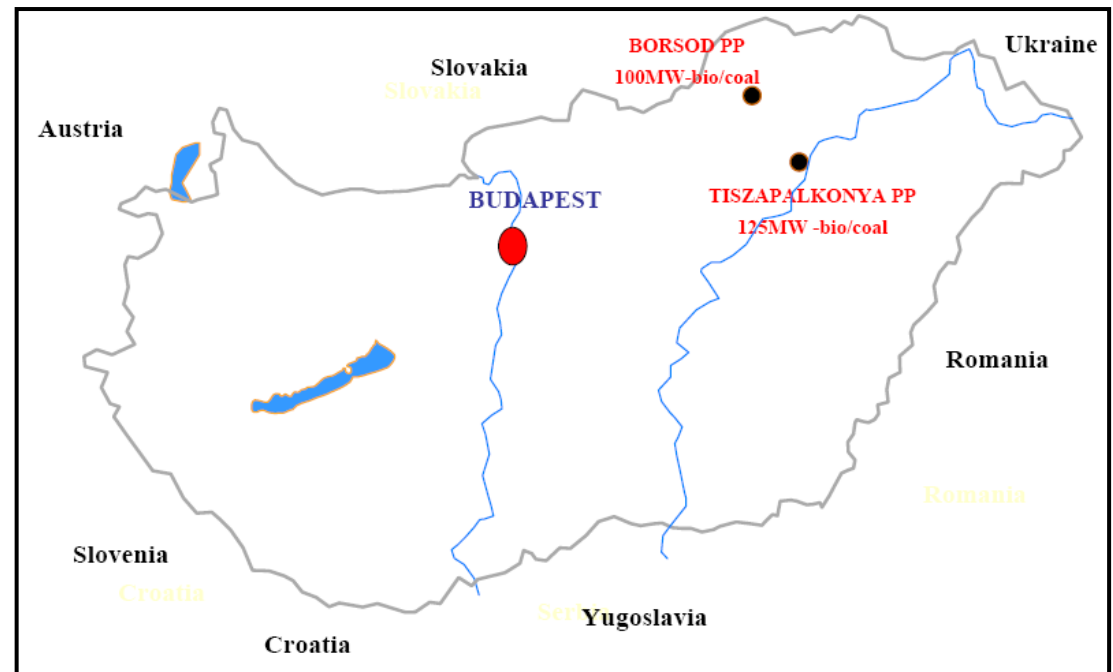 BORSOD PP
100MW-bio/coal
Ukraine
Slovakia
Slovakia
Austria
BUDAPEST
TISZAPALKONYA PP
125MW -bio/coal
Romania
Romania
Slovenia
Croatia
Serbia
Yugoslavia
Croatia